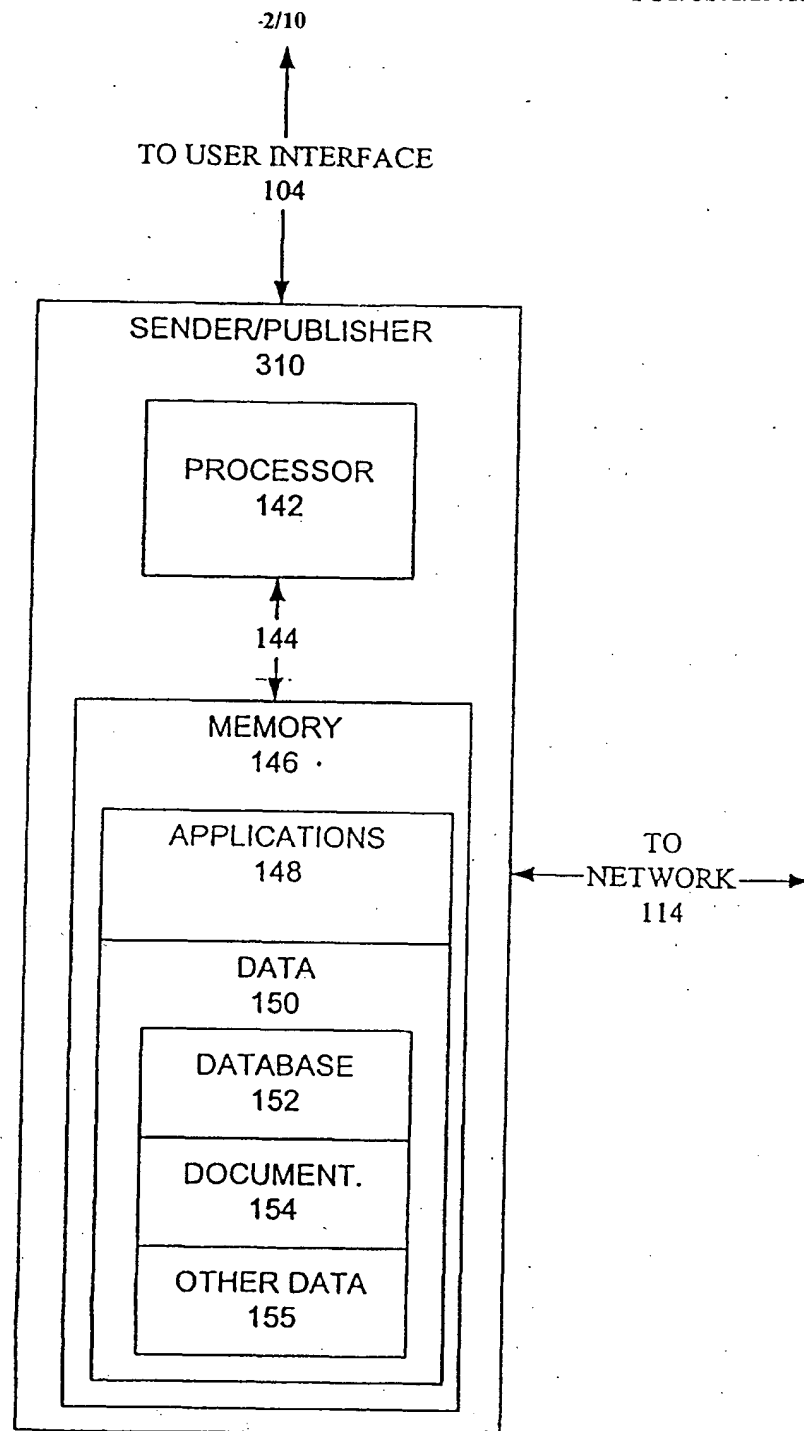 -2/10
TO USER INTERFACE
104
SENDER/PUBLISHER
310
PROCESSOR
142
144
MEMORY
146
APPLICATIONS
148
TO
NETWORK
114
DATA
150
DATABASE
152
DOCUMENT.
154
OTHER DATA
155